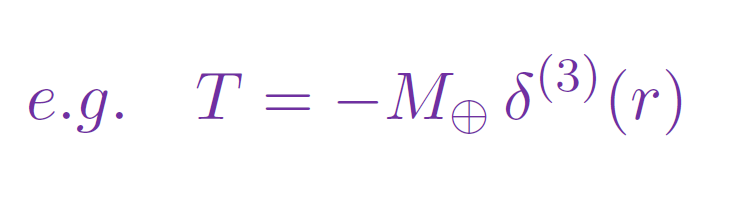 e.g. T = −M⊕ δ⁽³⁾(r)